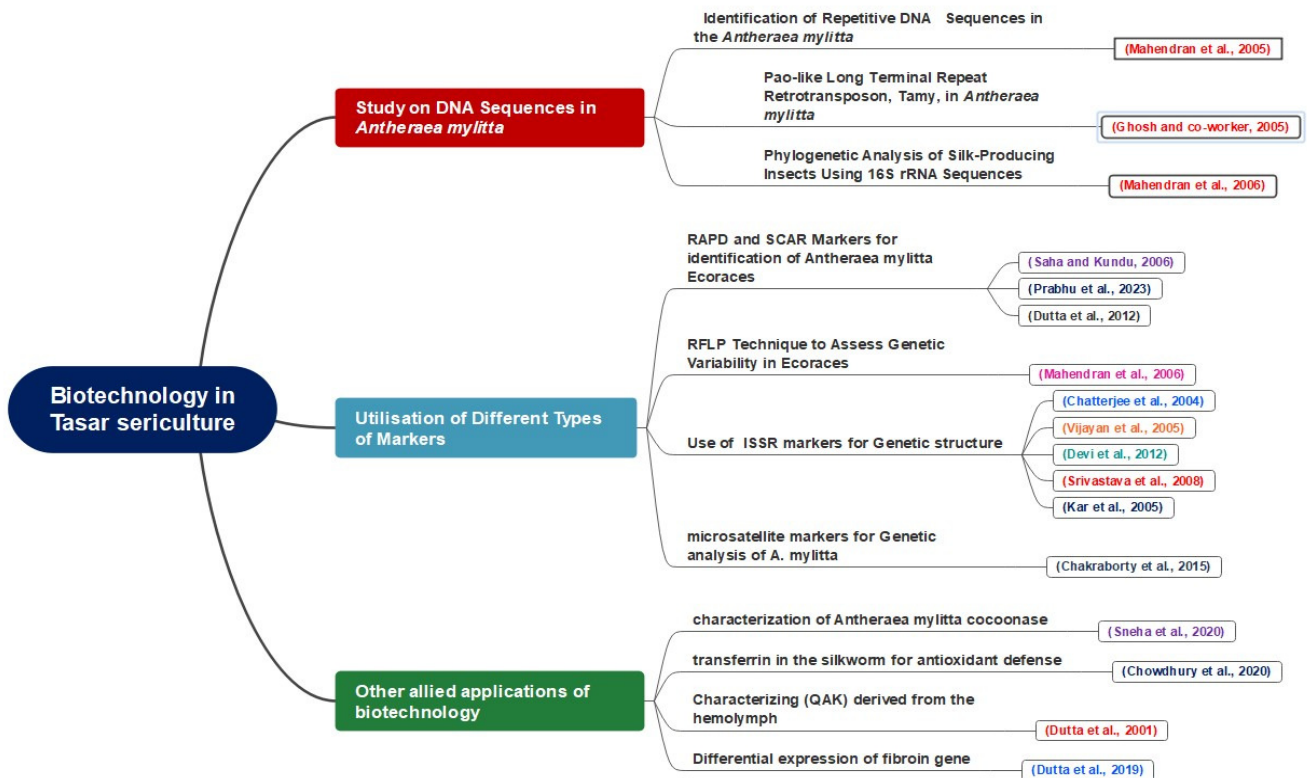 Biotechnology in
Tasar sericulture
Study on DNA Sequences in
Antheraea mylitta
Identification of Repetitive DNA Sequences in
the Antheraea mylitta
(Mahendran et al., 2005)
Pao-like Long Terminal Repeat
Retrotransposon, Tamy, in Antheraea
mylitta
(Ghosh and co-worker, 2005)
Phylogenetic Analysis of Silk-Producing
Insects Using 16S rRNA Sequences
(Mahendran et al., 2006)
Utilisation of Different Types
of Markers
RAPD and SCAR Markers for
identification of Antheraea mylitta
Ecoraces
(Saha and Kundu, 2006)
(Prabhu et al., 2023)
(Dutta et al., 2012)
RFLP Technique to Assess Genetic
Variability in Ecoraces
(Mahendran et al., 2006)
Use of ISSR markers for Genetic structure
(Chatterjee et al., 2004)
(Vijayan et al., 2005)
(Devi et al., 2012)
(Srivastava et al., 2008)
(Kar et al., 2005)
microsatellite markers for Genetic
analysis of A. mylitta
(Chakraborty et al., 2015)
Other allied applications of
biotechnology
characterization of Antheraea mylitta cocoonase
(Sneha et al., 2020)
transferrin in the silkworm for antioxidant defense
(Chowdhury et al., 2020)
Characterizing (QAK) derived from the
hemolymph
(Dutta et al., 2001)
Differential expression of fibroin gene
(Dutta et al., 2019)